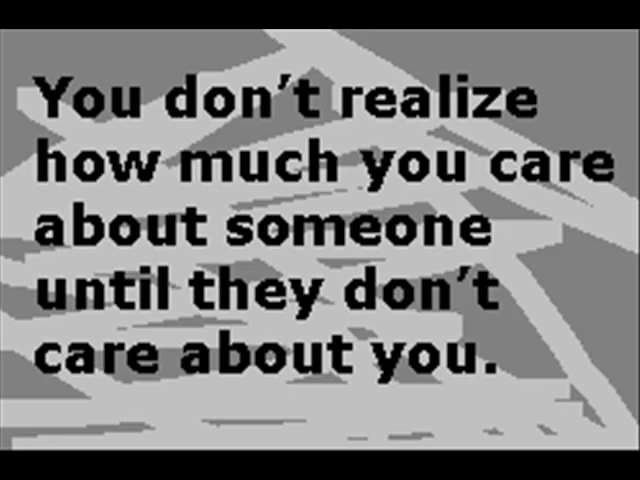 You don't realize
how much you care
about someone
until they don't
care about you.